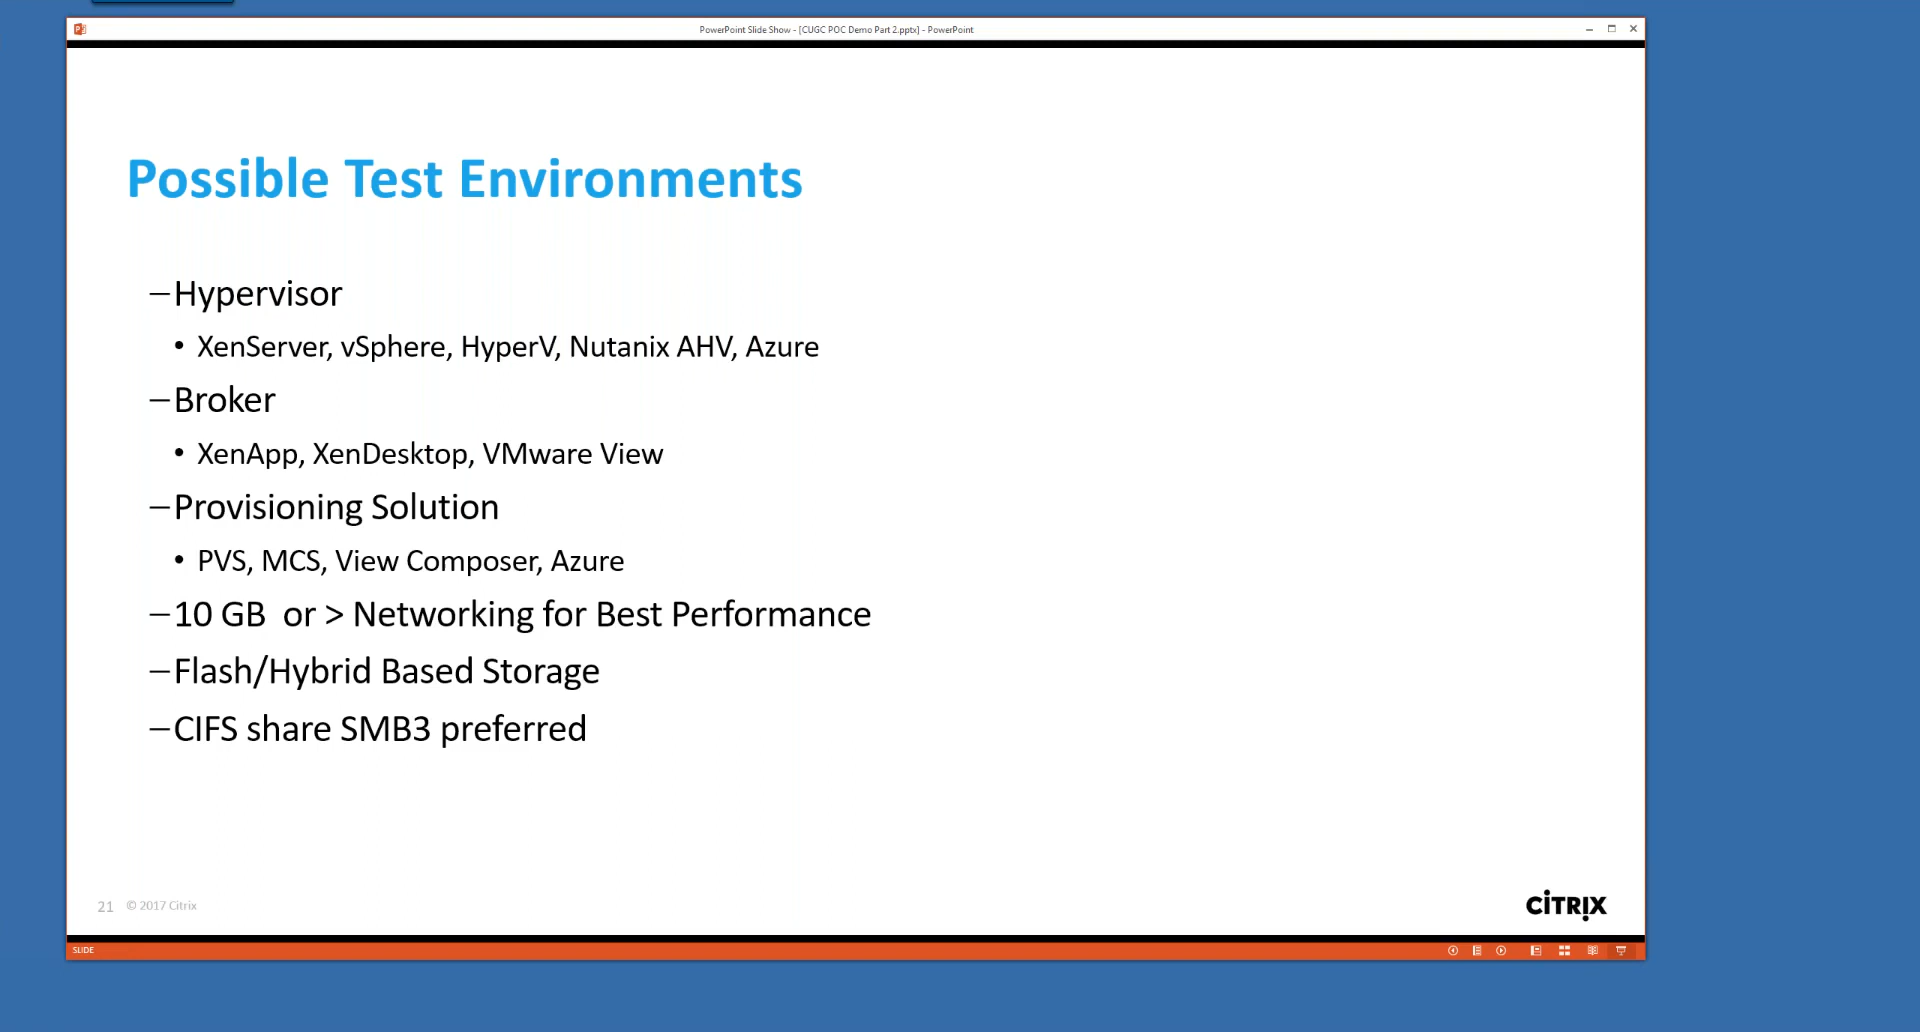 PowerPoint Slide Show - [CUGC POC Demo Part 2.pptx] - PowerPoint
Possible Test Environments
–Hypervisor
• XenServer, vSphere, HyperV, Nutanix AHV, Azure
–Broker
• XenApp, XenDesktop, VMware View
–Provisioning Solution
• PVS, MCS, View Composer, Azure
–10 GB  or > Networking for Best Performance
–Flash/Hybrid Based Storage
–CIFS share SMB3 preferred
21 © 2017 Citrix
CITRIX
SLIDE